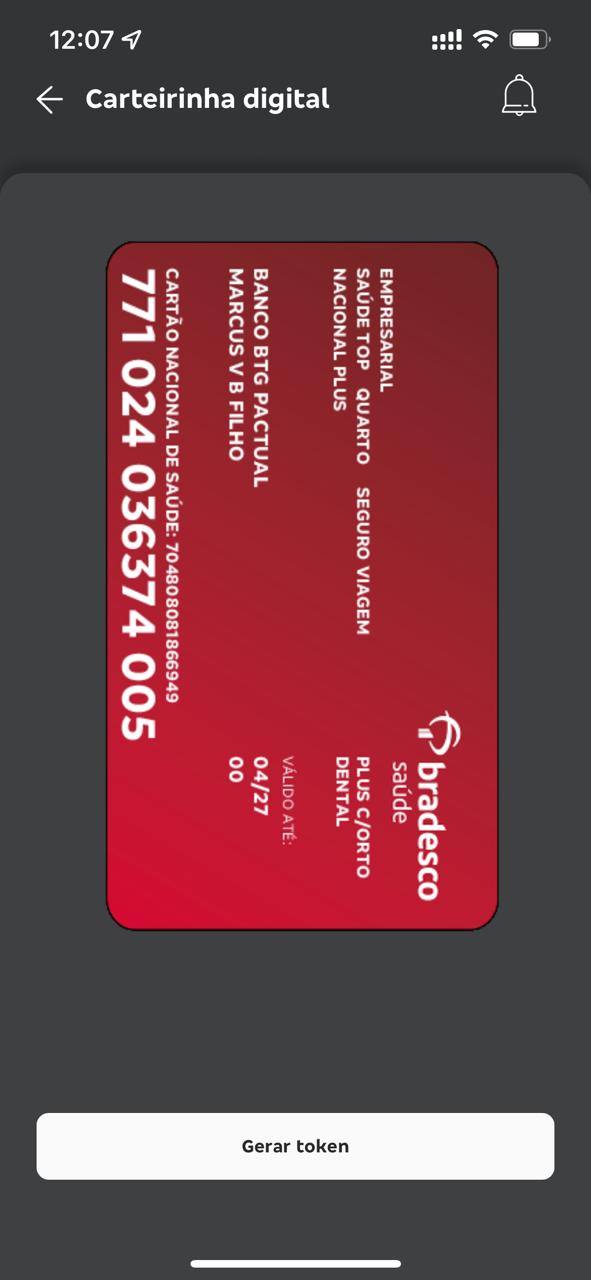 12:07
Carteirinha digital
bradesco
saúde
EMPRESARIAL
SAÚDE TOP QUARTO SEGURO VIAGEM PLUS C/ORTO
NACIONAL PLUS DENTAL
VÁLIDO ATÉ:
BANCO BTG PACTUAL 04/27
MARCUS V B FILHO 00
CARTÃO NACIONAL DE SAÚDE: 704808081866949
771 024 036374 005
Gerar token